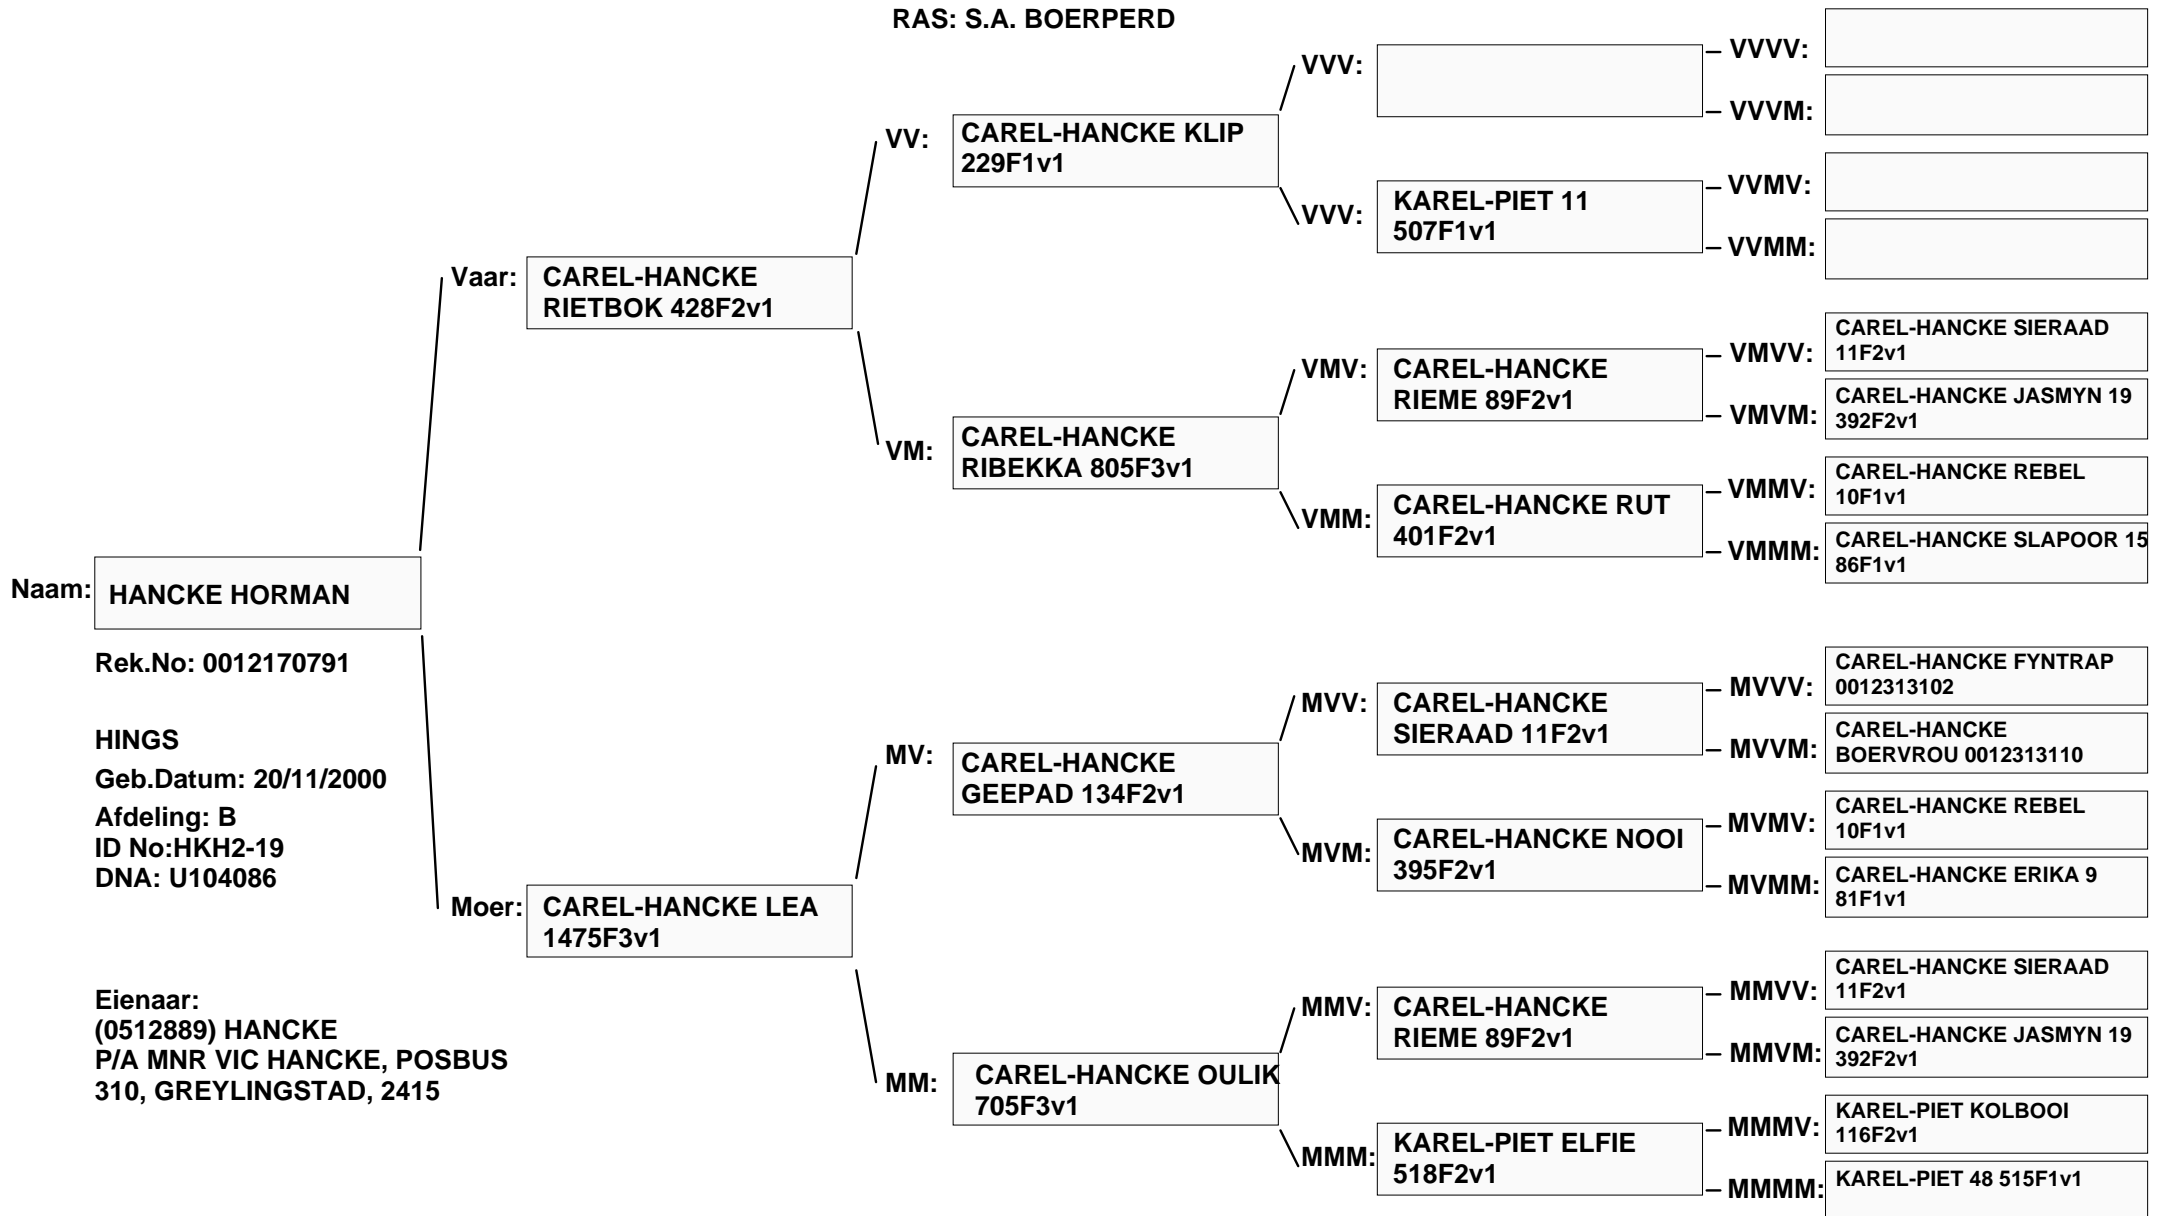 RAS: S.A. BOERPERD
Naam:
HANCKE HORMAN
Rek.No: 0012170791
HINGS
Geb.Datum: 20/11/2000
Afdeling: B
ID No:HKH2-19
DNA: U104086
Eienaar:
(0512889) HANCKE
P/A MNR VIC HANCKE, POSBUS
310, GREYLINGSTAD, 2415
Vaar:
CAREL-HANCKE
RIETBOK 428F2v1
Moer:
CAREL-HANCKE LEA
1475F3v1
VV:
CAREL-HANCKE KLIP
229F1v1
VM:
CAREL-HANCKE
RIBEKKA 805F3v1
MV:
CAREL-HANCKE
GEEPAD 134F2v1
MM:
CAREL-HANCKE OULIK
705F3v1
VVV:
VVV:
KAREL-PIET 11
507F1v1
VMV:
CAREL-HANCKE
RIEME 89F2v1
VMM:
CAREL-HANCKE RUT
401F2v1
MVV:
CAREL-HANCKE
SIERAAD 11F2v1
MVM:
CAREL-HANCKE NOOI
395F2v1
MMV:
CAREL-HANCKE
RIEME 89F2v1
MMM:
KAREL-PIET ELFIE
518F2v1
VVVV:
VVVM:
VVMV:
VVMM:
VMVV:
CAREL-HANCKE SIERAAD
11F2v1
VMVM:
CAREL-HANCKE JASMYN 19
392F2v1
VMMV:
CAREL-HANCKE REBEL
10F1v1
VMMM:
CAREL-HANCKE SLAPOOR 15
86F1v1
MVVV:
CAREL-HANCKE FYNTRAP
0012313102
MVVM:
CAREL-HANCKE
BOERVROU 0012313110
MVMV:
CAREL-HANCKE REBEL
10F1v1
MVMM:
CAREL-HANCKE ERIKA 9
81F1v1
MMVV:
CAREL-HANCKE SIERAAD
11F2v1
MMVM:
CAREL-HANCKE JASMYN 19
392F2v1
MMMV:
KAREL-PIET KOLBOOI
116F2v1
MMMM:
KAREL-PIET 48 515F1v1